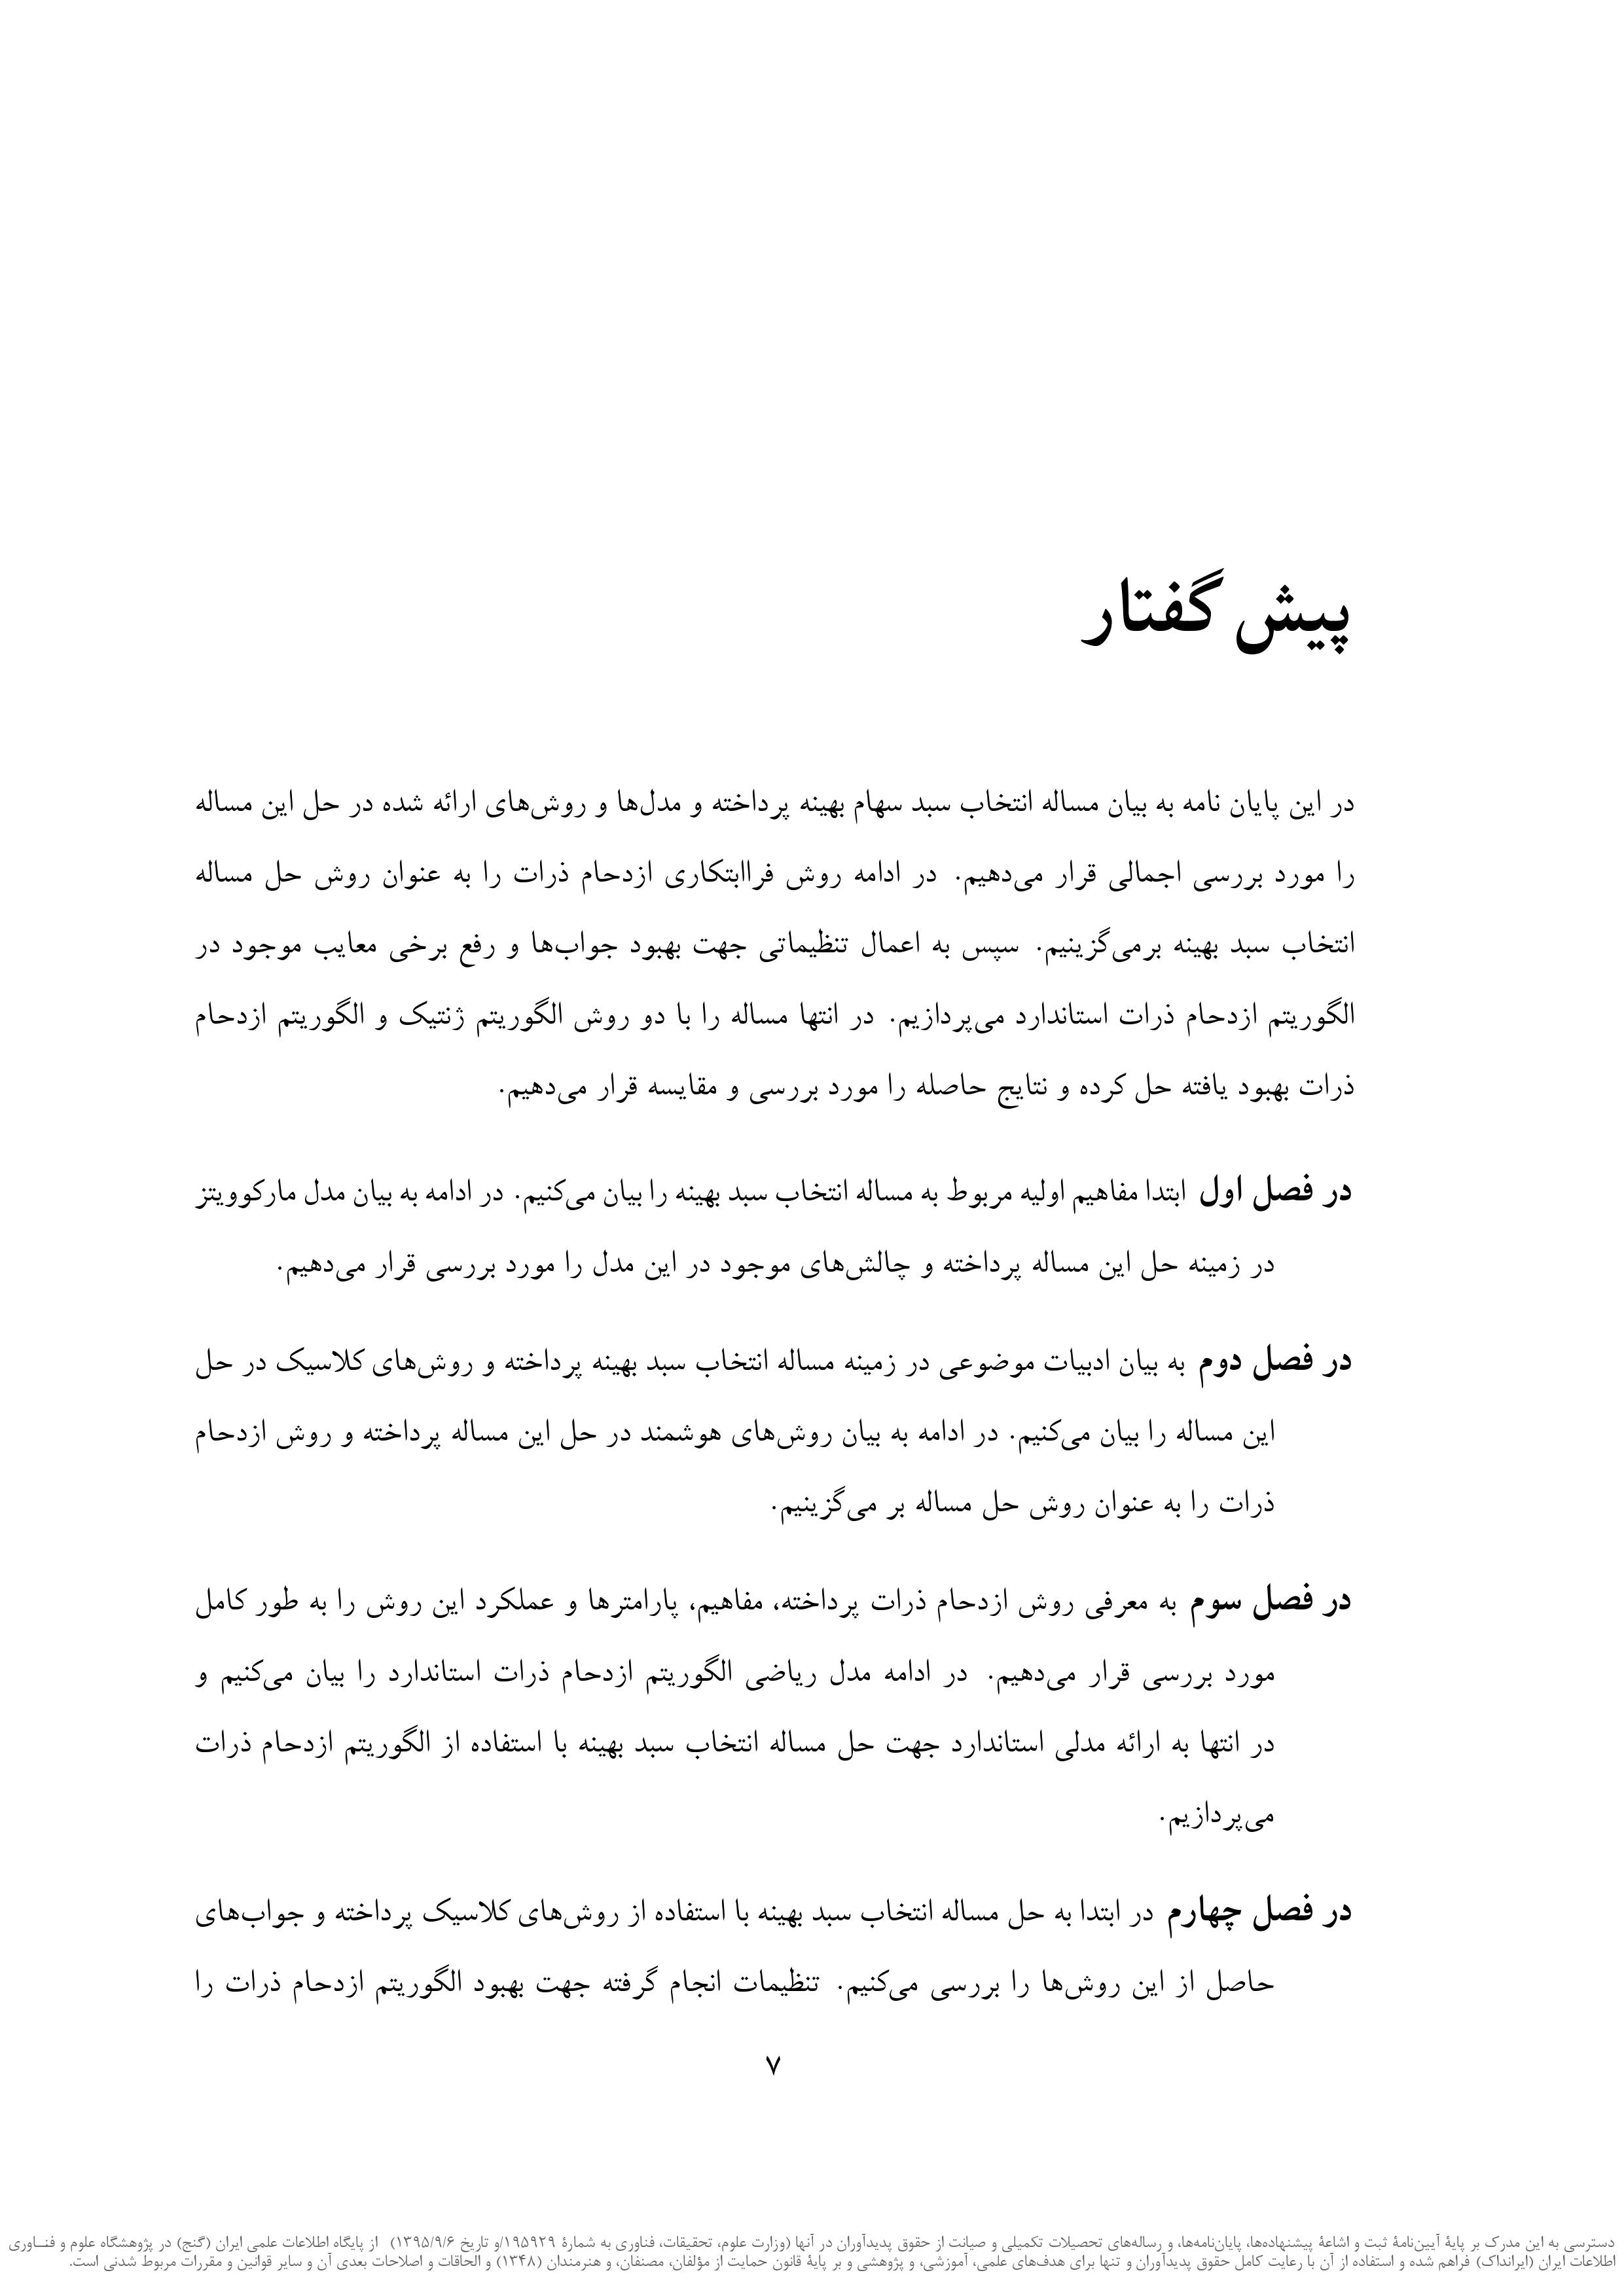 پیش گفتار
در این پایان نامه به بیان مساله انتخاب سبد سهام بهینه پرداخته و مدل‌ها و روش‌های ارائه شده در حل این مساله
را مورد بررسی اجمالی قرار می‌دهیم. در ادامه روش فراابتکاری ازدحام ذرات را به عنوان روش حل مساله
انتخاب سبد بهینه برمی‌گزینیم. سپس به اعمال تنظیماتی جهت بهبود جواب‌ها و رفع برخی معایب موجود در
الگوریتم ازدحام ذرات استاندارد می‌پردازیم. در انتها مساله را با دو روش الگوریتم ژنتیک و الگوریتم ازدحام
ذرات بهبود یافته حل کرده و نتایج حاصله را مورد بررسی و مقایسه قرار می‌دهیم.
در فصل اول ابتدا مفاهیم اولیه مربوط به مساله انتخاب سبد بهینه را بیان می‌کنیم. در ادامه به بیان مدل مارکوویتز
در زمینه حل این مساله پرداخته و چالش‌های موجود در این مدل را مورد بررسی قرار می‌دهیم.
در فصل دوم به بیان ادبیات موضوعی در زمینه مساله انتخاب سبد بهینه پرداخته و روش‌های کلاسیک در حل
این مساله را بیان می‌کنیم. در ادامه به بیان روش‌های هوشمند در حل این مساله پرداخته و روش ازدحام
ذرات را به عنوان روش حل مساله بر می‌گزینیم.
در فصل سوم به معرفی روش ازدحام ذرات پرداخته، مفاهیم، پارامترها و عملکرد این روش را به طور کامل
مورد بررسی قرار می‌دهیم. در ادامه مدل ریاضی الگوریتم ازدحام ذرات استاندارد را بیان می‌کنیم و
در انتها به ارائه مدلی استاندارد جهت حل مساله انتخاب سبد بهینه با استفاده از الگوریتم ازدحام ذرات
می‌پردازیم.
در فصل چهارم در ابتدا به حل مساله انتخاب سبد بهینه با استفاده از روش‌های کلاسیک پرداخته و جواب‌های
حاصل از این روش‌ها را بررسی می‌کنیم. تنظیمات انجام گرفته جهت بهبود الگوریتم ازدحام ذرات را
۷
دسترسی به این مدرک بر پایهٔ آیین‌نامهٔ ثبت و اشاعهٔ پیشنهاده‌ها، پایان‌نامه‌ها، و رساله‌های تحصیلات تکمیلی و صیانت از حقوق پدیدآوران در آنها (وزارت علوم، تحقیقات، فناوری به شمارهٔ ۱۹۵۹۲۹/و تاریخ ۱۳۹۵/۹/۶) از پایگاه اطلاعات علمی ایران (گنج) در پژوهشگاه علوم و فنـــاوری
اطلاعات ایران (ایرانداک) فراهم شده و استفاده از آن با رعایت کامل حقوق پدیدآوران و تنها برای هدف‌های علمی، آموزشی، و پژوهشی و بر پایهٔ قانون حمایت از مؤلفان، مصنفان، و هنرمندان (۱۳۴۸) و الحاقات و اصلاحات بعدی آن و سایر قوانین و مقررات مربوط شدنی است.